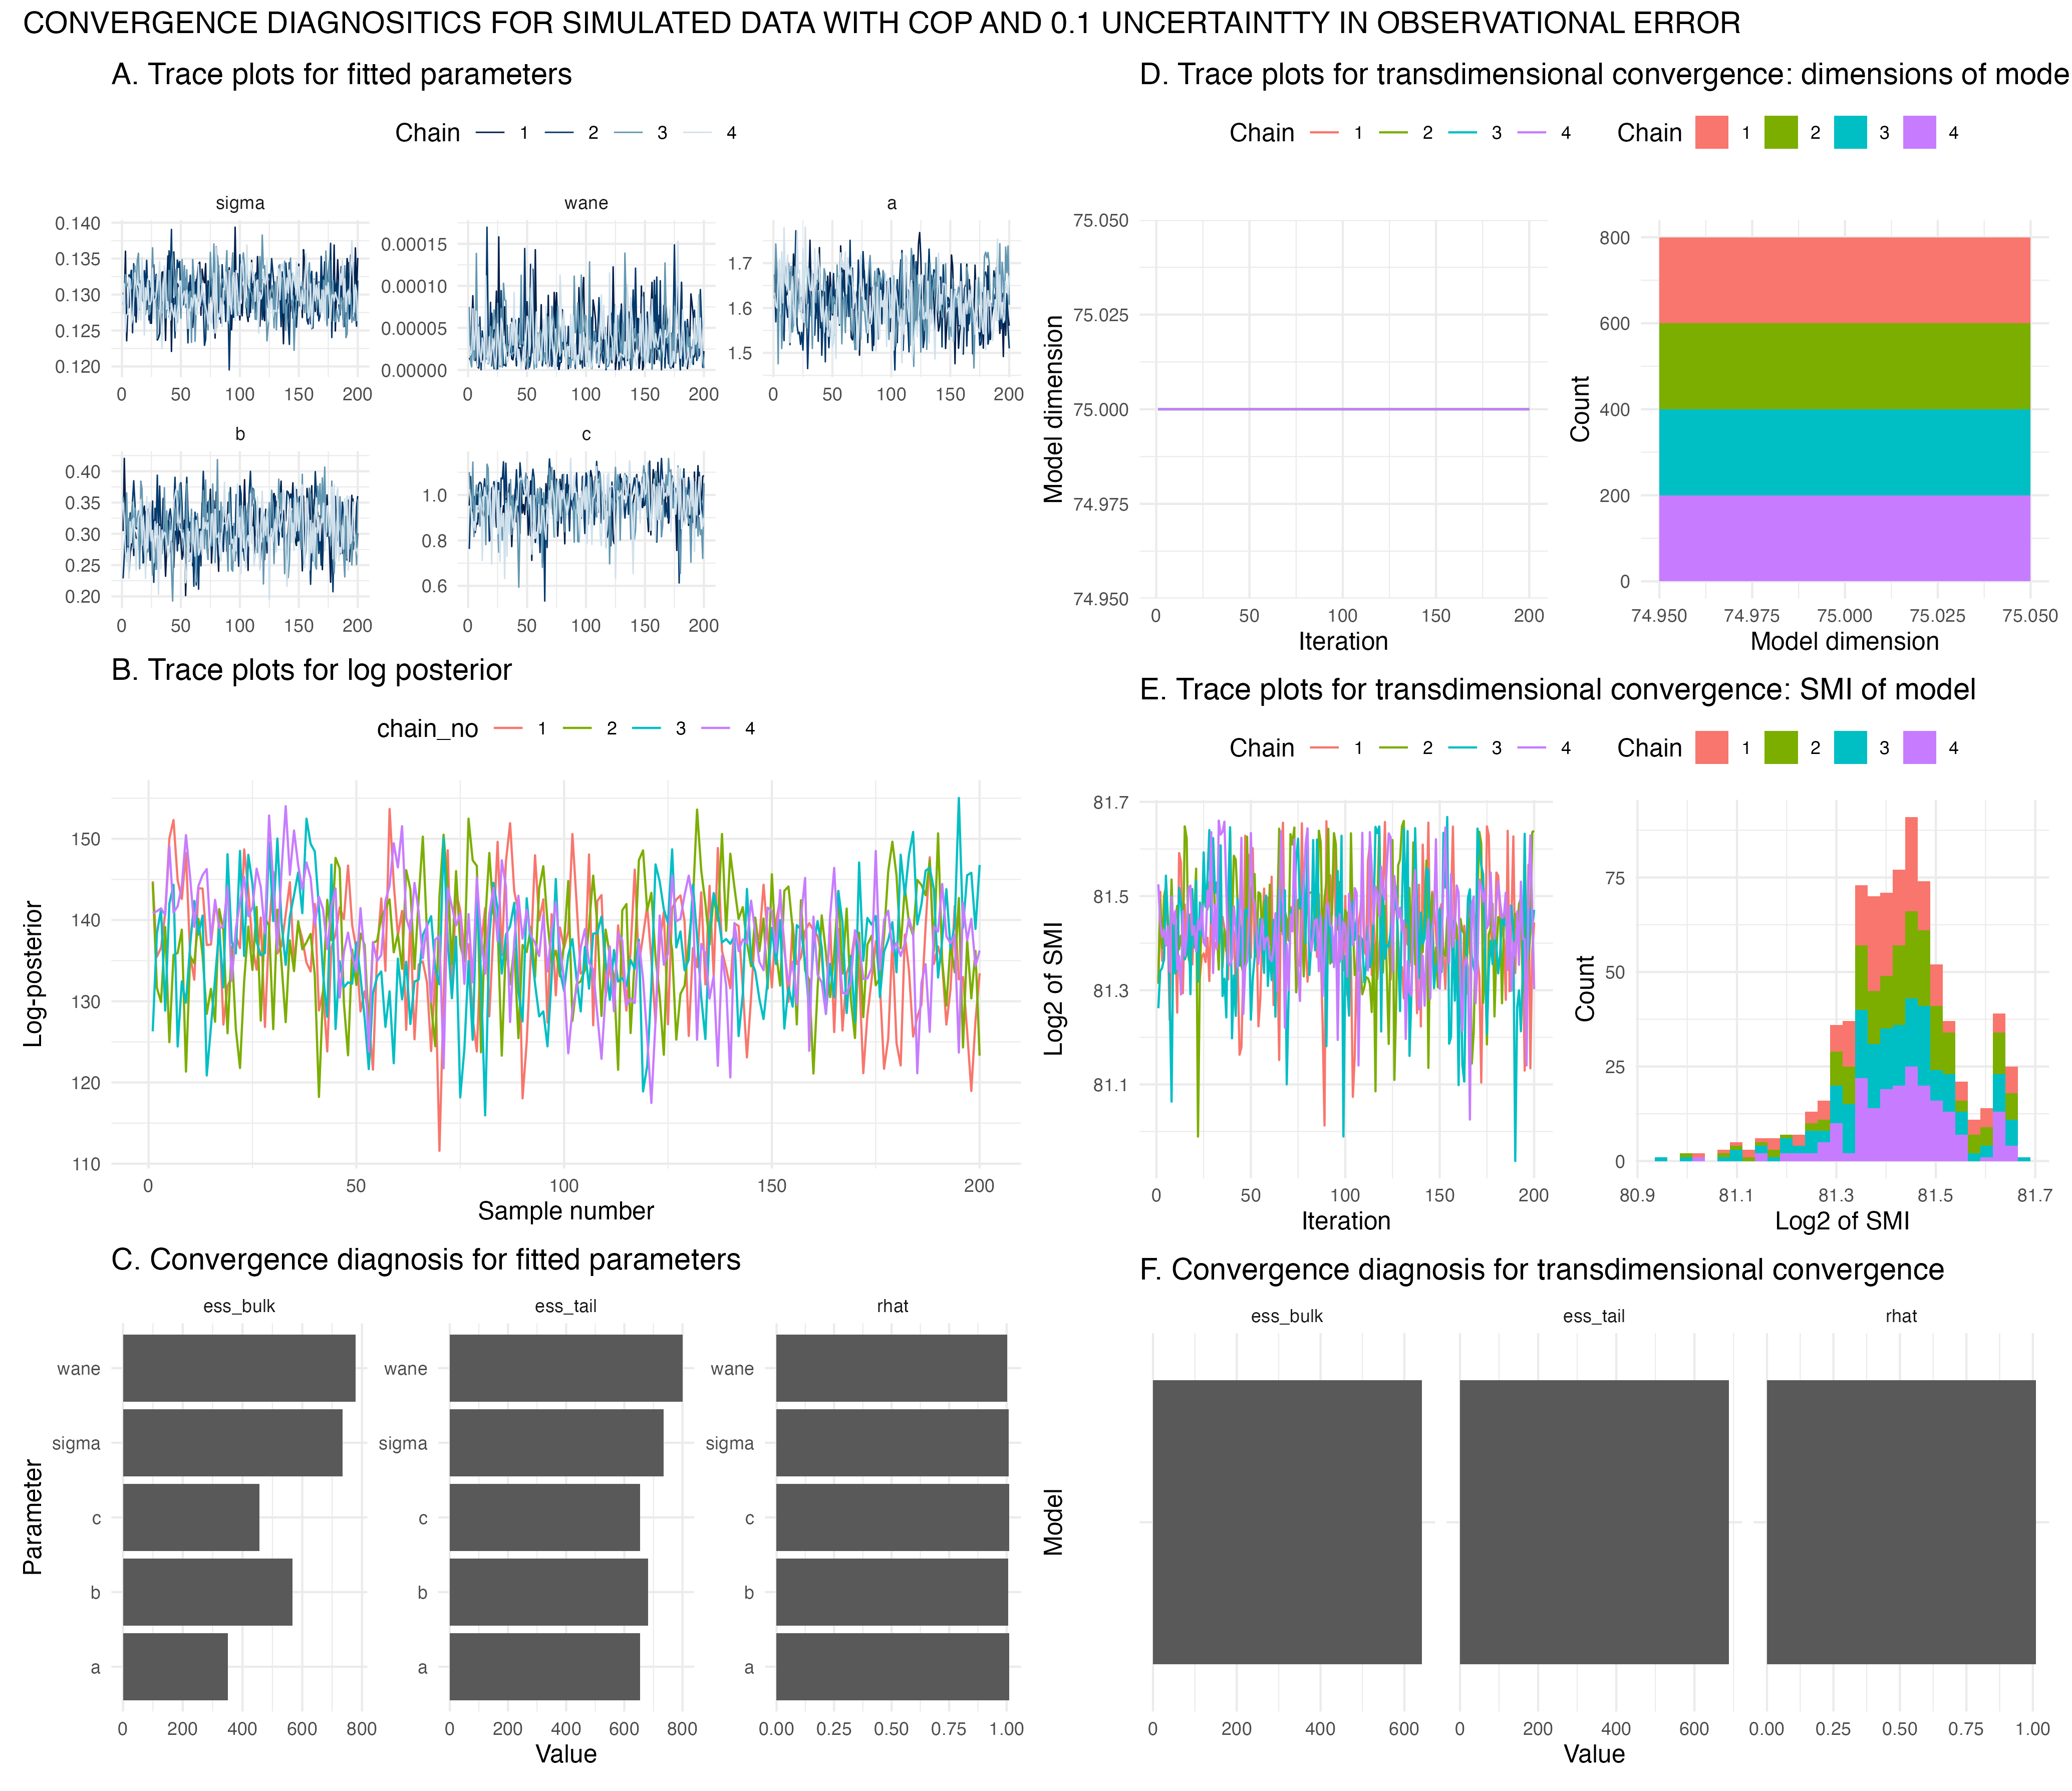 CONVERGENCE DIAGNOSITICS FOR SIMULATED DATA WITH COP AND 0.1 UNCERTAINTTY IN OBSERVATIONAL ERROR
A. Trace plots for fitted parameters
Chain 1 2 3 4
sigma wane a
0.140
0.135
0.130
0.125
0.120
0.00015
0.00010
0.00005
0.00000
1.7
1.6
1.5
0 50 100 150 200 0 50 100 150 200 0 50 100 150 200
b c
0.40
0.35
0.30
0.25
0.20
1.0
0.8
0.6
0 50 100 150 200 0 50 100 150 200
B. Trace plots for log posterior
chain_no 1 2 3 4
Log-posterior
150
140
130
120
110
0 50 100 150 200
Sample number
C. Convergence diagnosis for fitted parameters
ess_bulk ess_tail rhat
Parameter
wane wane wane
sigma sigma sigma
c c c
b b b
a a a
0 200 400 600 800 0 200 400 600 800 0.00 0.25 0.50 0.75 1.00
Value
D. Trace plots for transdimensional convergence: dimensions of mode
Chain 1 2 3 4 Chain 1 2 3 4
Model dimension
75.050
75.025
75.000
74.975
74.950
0 50 100 150 200
Iteration
Count
800
600
400
200
0
74.950 74.975 75.000 75.025 75.050
Model dimension
E. Trace plots for transdimensional convergence: SMI of model
Chain 1 2 3 4 Chain 1 2 3 4
Log2 of SMI
81.7
81.5
81.3
81.1
0 50 100 150 200
Iteration
Count
75
50
25
0
80.9 81.1 81.3 81.5 81.7
Log2 of SMI
F. Convergence diagnosis for transdimensional convergence
ess_bulk ess_tail rhat
Model
0 200 400 600 0 200 400 600 0.00 0.25 0.50 0.75 1.00
Value